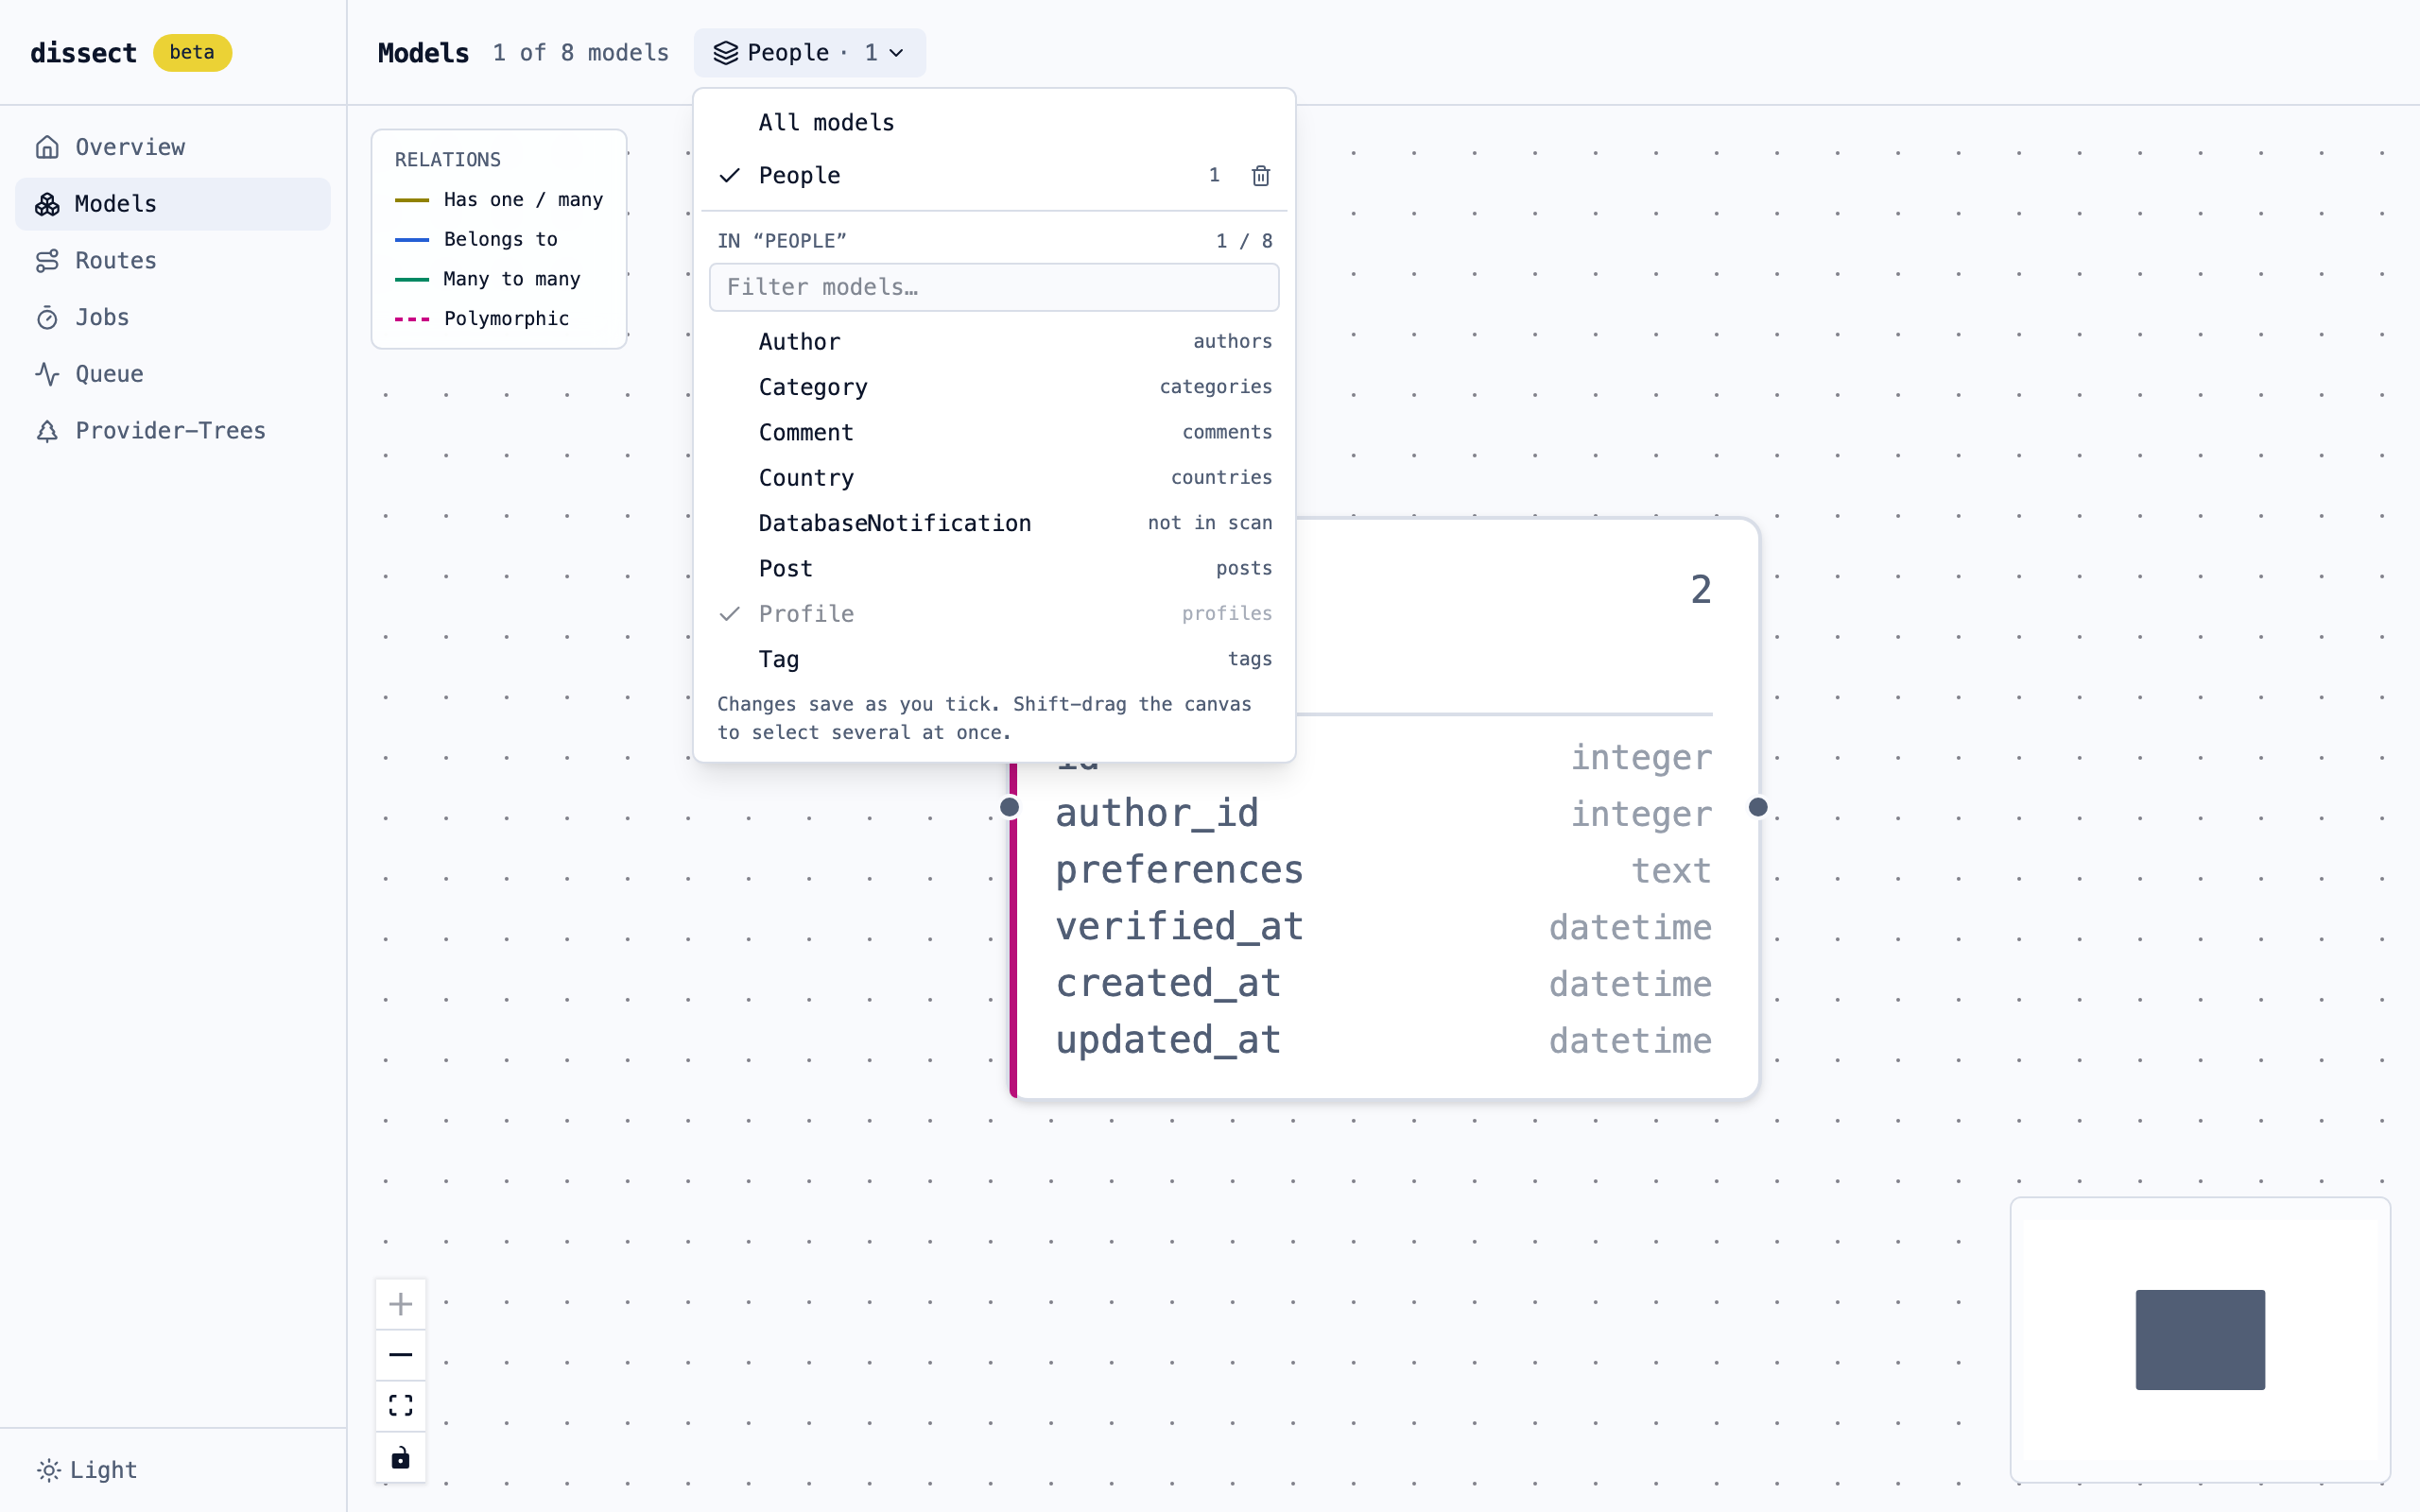 dissect beta
Models 1 of 8 models People · 1
Overview
Models
Routes
Jobs
Queue
Provider-Trees
Light
RELATIONS
Has one / many
Belongs to
Many to many
Polymorphic
All models
People 1
IN “PEOPLE” 1 / 8
Filter models…
Author authors
Category categories
Comment comments
Country countries
DatabaseNotification not in scan
Post posts
Profile profiles
Tag tags
Changes save as you tick. Shift-drag the canvas
to select several at once.
2
id integer
author_id integer
preferences text
verified_at datetime
created_at datetime
updated_at datetime